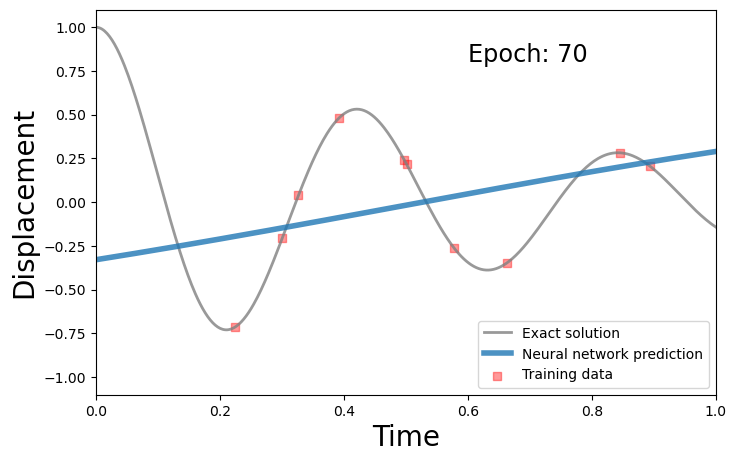 Epoch: 70
1.00
0.75
0.50
0.25
0.00
−0.25
−0.50
−0.75
−1.00
Displacement
Exact solution
Neural network prediction
Training data
0.0 0.2 0.4 0.6 0.8 1.0
Time